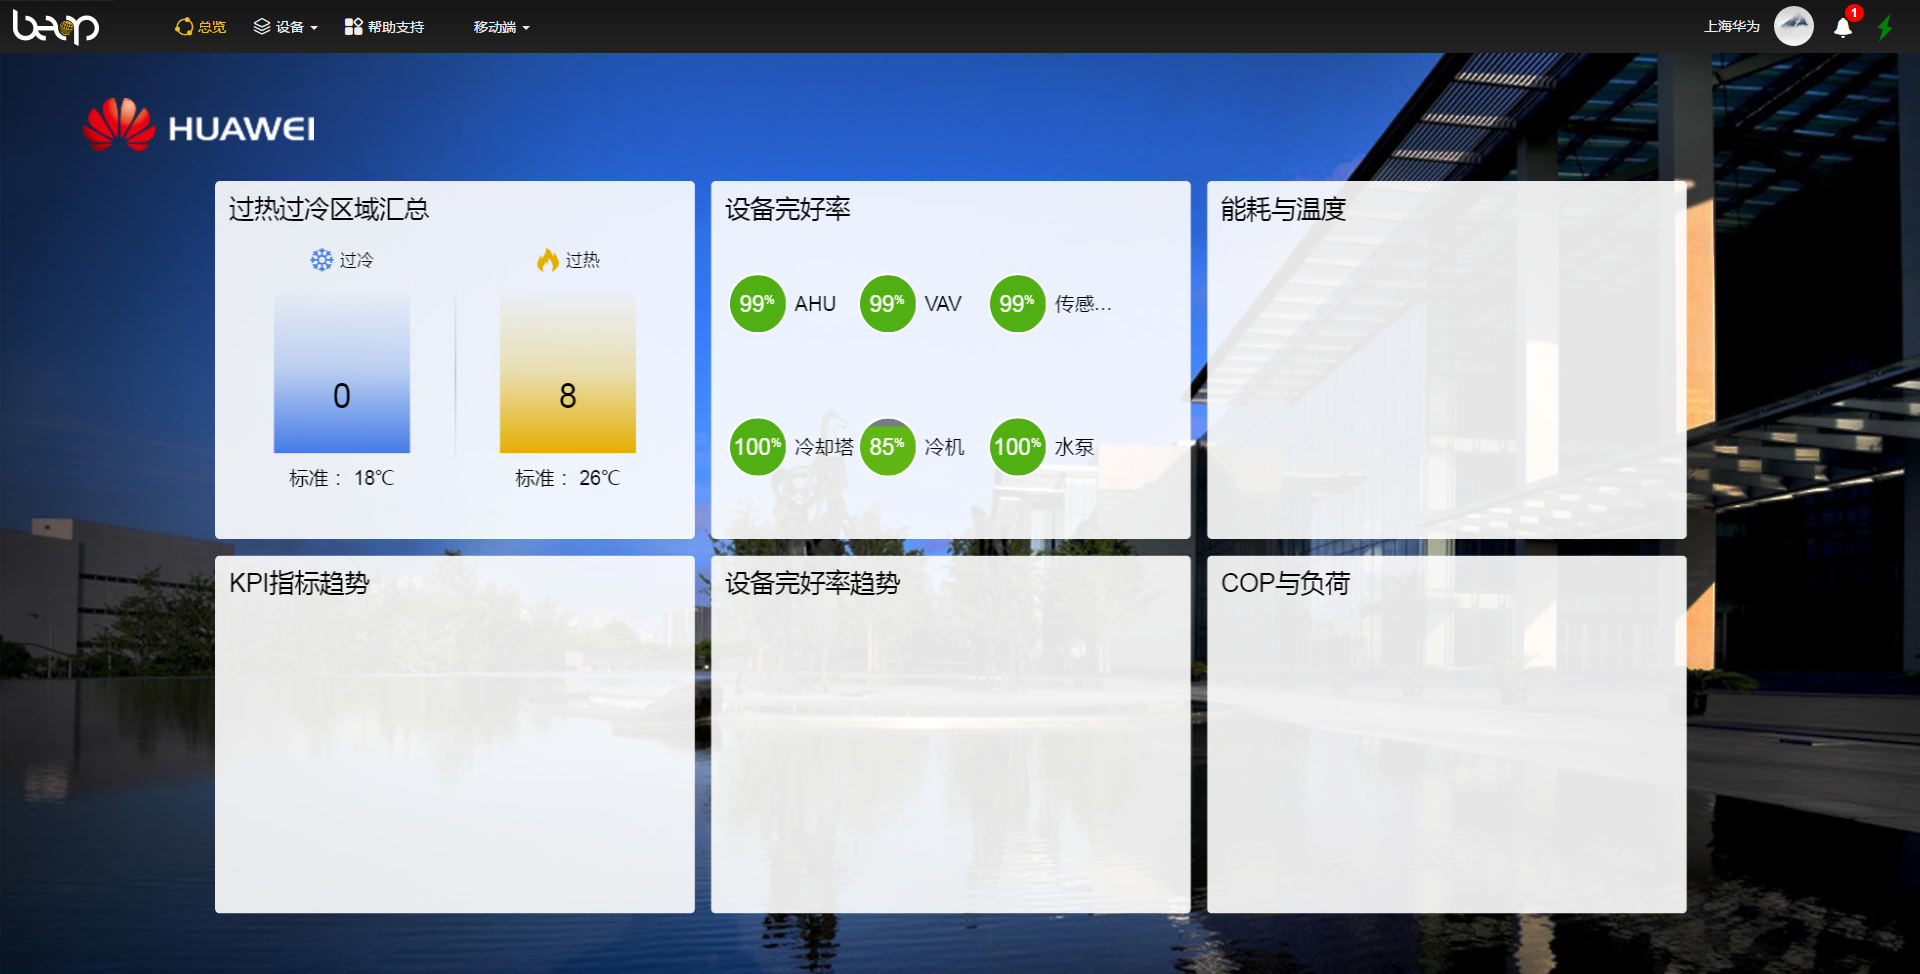 beop
总览 设备 帮助支持 移动端 上海华为 1
HUAWEI
过热过冷区域汇总
过冷 过热
0 8
标准： 18℃ 标准： 26℃
设备完好率
99% AHU 99% VAV 99% 传感...
100% 冷却塔 85% 冷机 100% 水泵
能耗与温度
KPI指标趋势
设备完好率趋势
COP与负荷